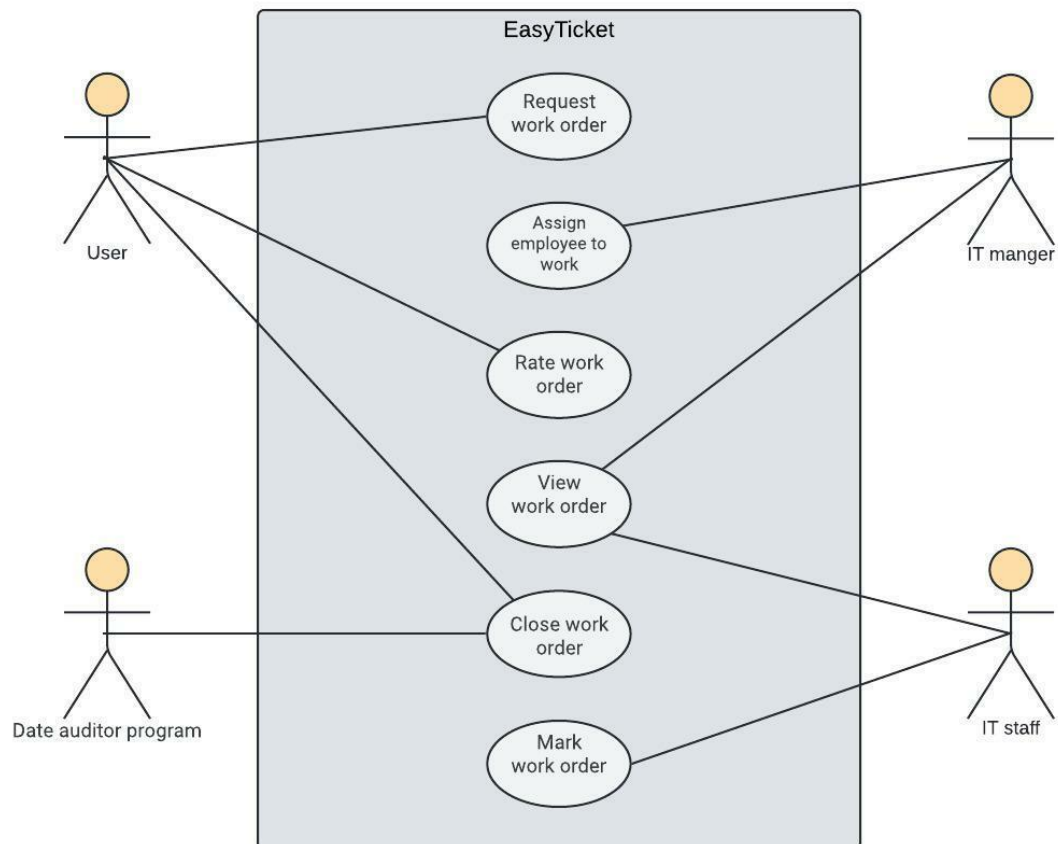 EasyTicket
Request
work order
User
Assign
employee to
work
IT manger
Rate work
order
View
work order
Close work
order
Date auditor program
IT staff
Mark
work order